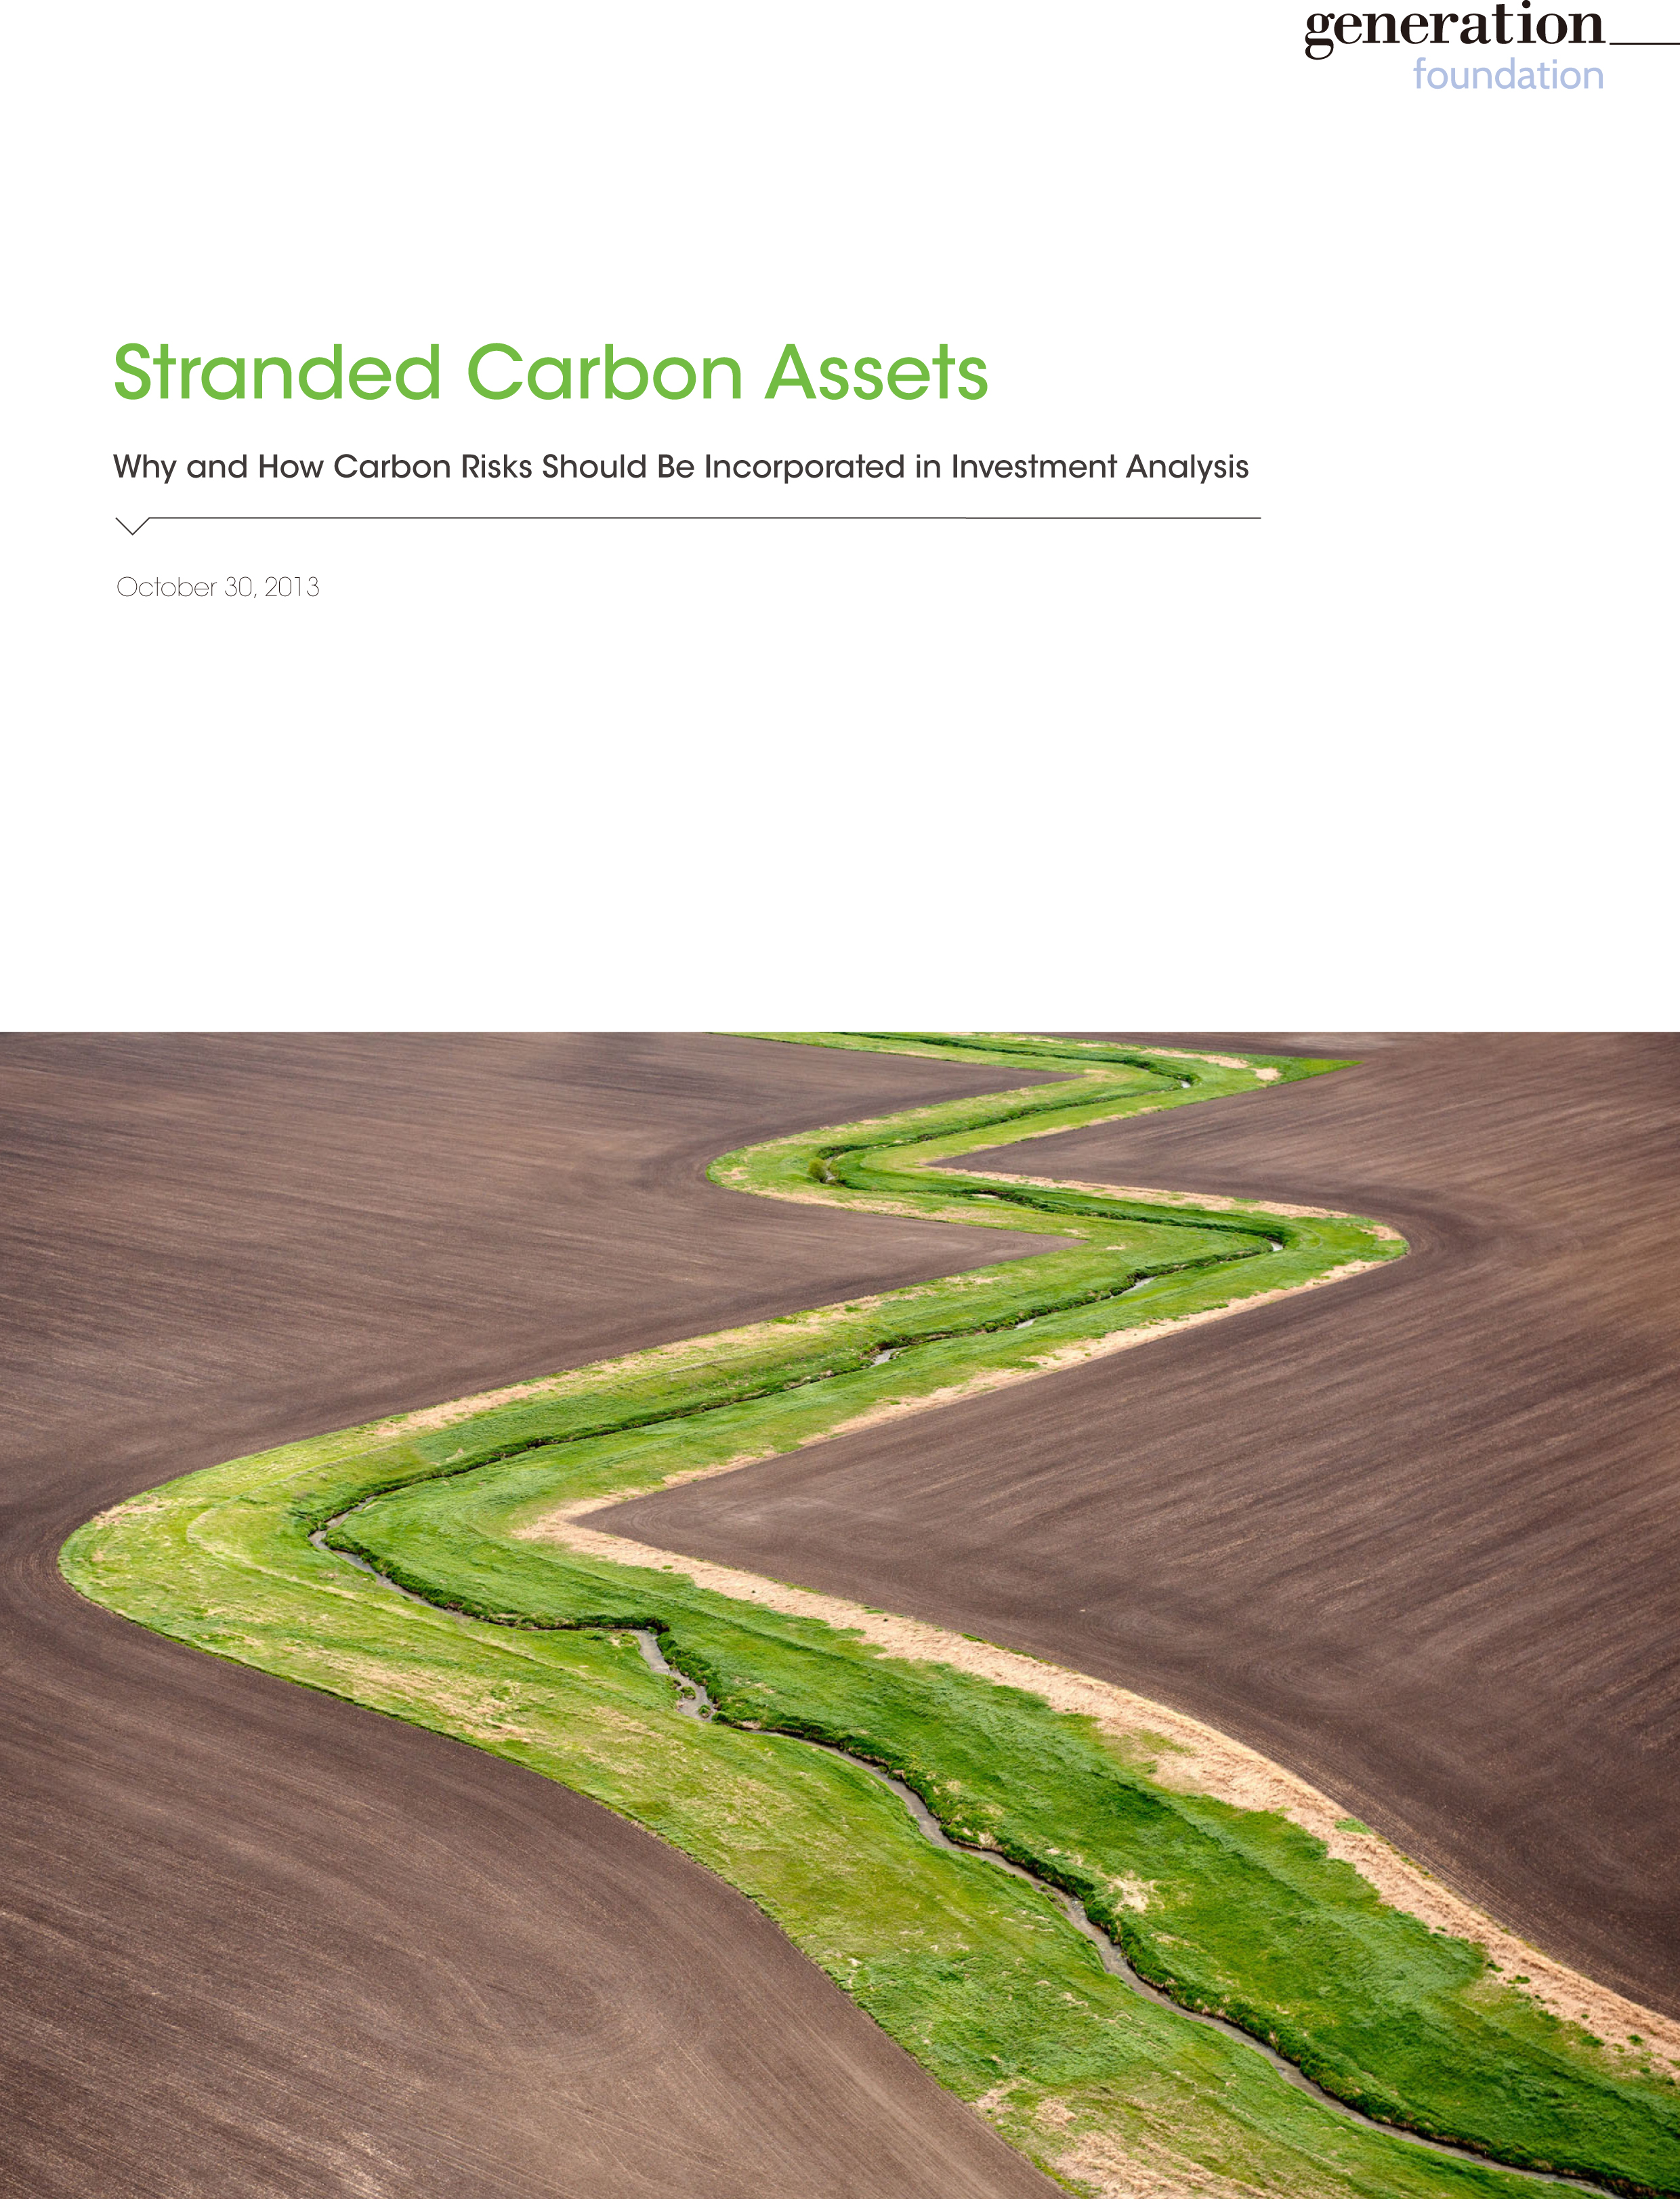 generation
foundation
Stranded Carbon Assets
Why and How Carbon Risks Should Be Incorporated in Investment Analysis
October 30, 2013